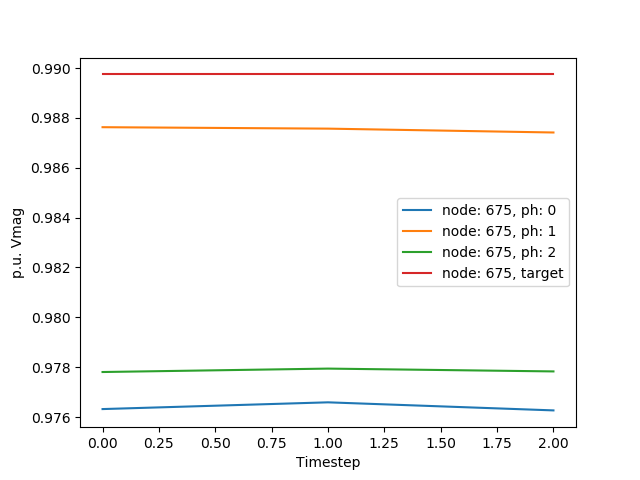 0.990
0.988
0.986
0.984
0.982
0.980
0.978
0.976
p.u. Vmag
node: 675, ph: 0
node: 675, ph: 1
node: 675, ph: 2
node: 675, target
0.00 0.25 0.50 0.75 1.00 1.25 1.50 1.75 2.00
Timestep